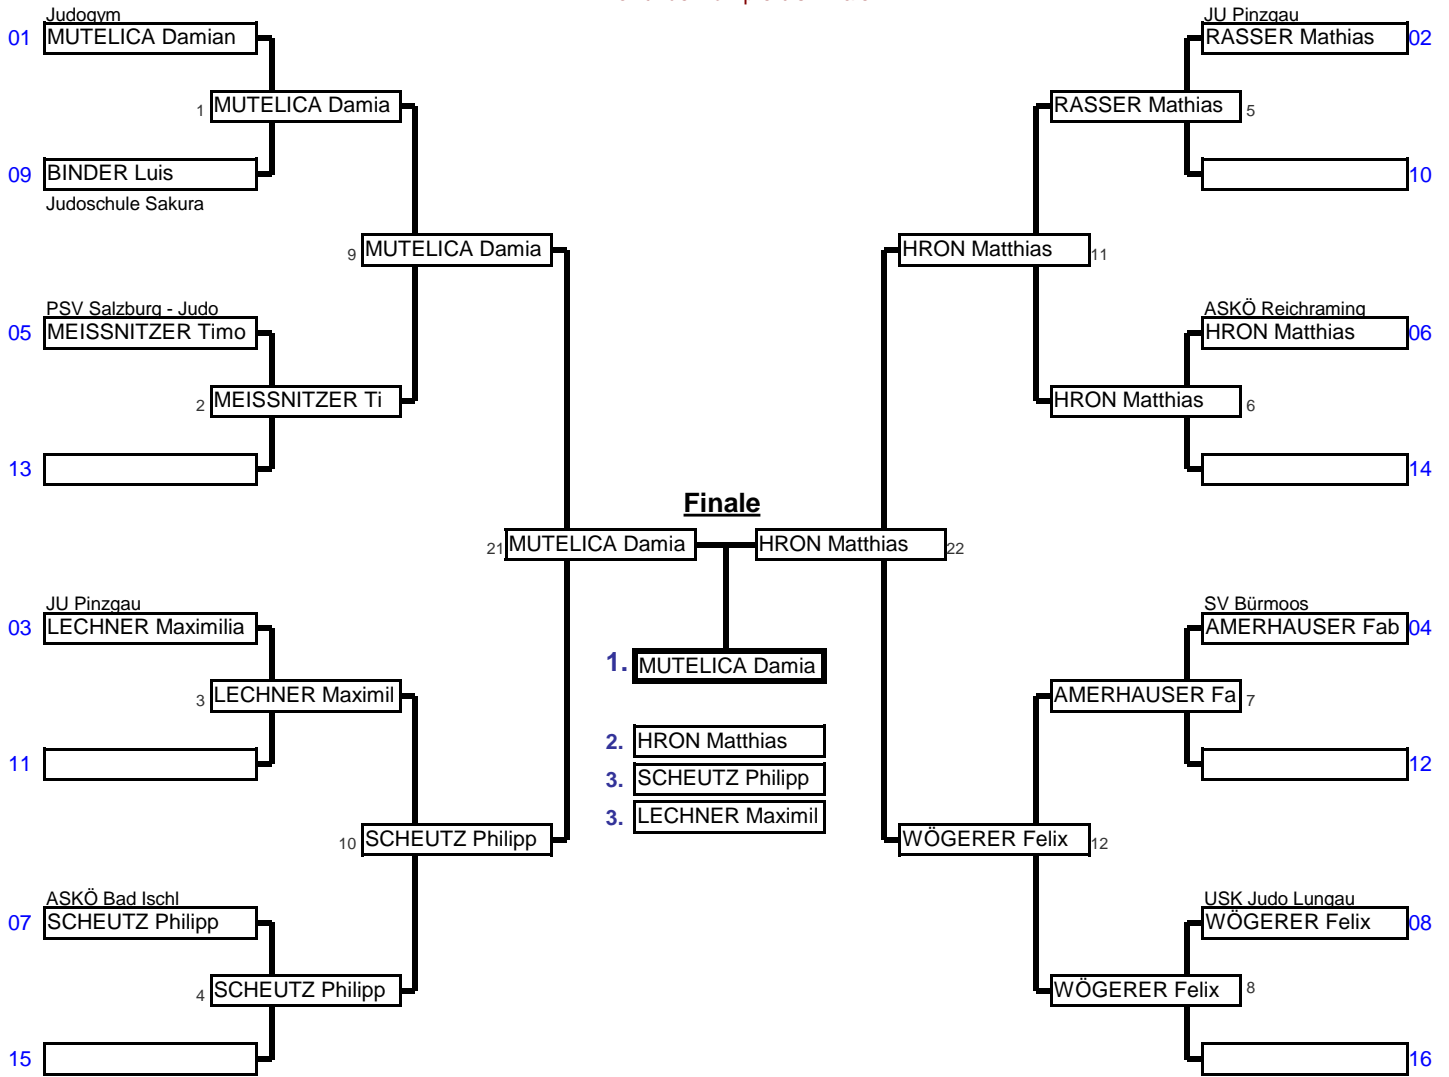 Judogym
01 MUTELICA Damian
1 MUTELICA Damia
09 BINDER Luis
Judoschule Sakura
9 MUTELICA Damia
PSV Salzburg - Judo
05 MEISSNITZER Timo
2 MEISSNITZER Ti
13
21 MUTELICA Damia
JU Pinzgau
03 LECHNER Maximilia
3 LECHNER Maximil
11
10 SCHEUTZ Philipp
ASKÖ Bad Ischl
07 SCHEUTZ Philipp
4 SCHEUTZ Philipp
15
Finale
1. MUTELICA Damia
2. HRON Matthias
3. SCHEUTZ Philipp
3. LECHNER Maximil
JU Pinzgau
RASSER Mathias 02
RASSER Mathias 5
10
HRON Matthias 11
ASKÖ Reichraming
HRON Matthias 06
HRON Matthias 6
14
HRON Matthias 22
SV Bürmoos
AMERHAUSER Fab 04
AMERHAUSER Fa 7
12
WÖGERER Felix 12
USK Judo Lungau
WÖGERER Felix 08
WÖGERER Felix 8
16